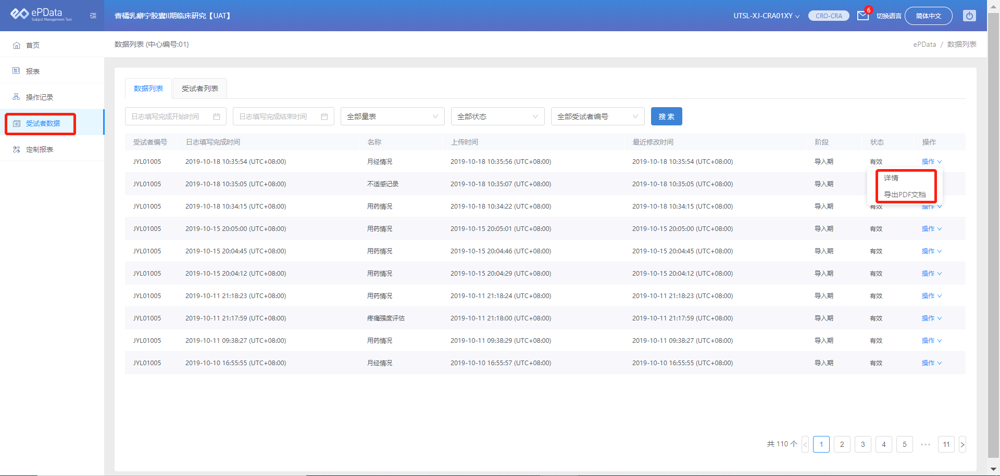 ePData
Subject Management Tool
香橘乳癖宁胶囊II期临床研究【UAT】
UTSL-XJ-CRA01XY
CRO-CRA
6
切换语言
简体中文
首页
报表
操作记录
受试者数据
定制报表
数据列表 (中心编号:01)
ePData / 数据列表
数据列表
受试者列表
日志填写完成开始时间
日志填写完成结束时间
全部量表
全部状态
全部受试者编号
搜 索
受试者编号 日志填写完成时间 名称 上传时间 最近修改时间 阶段 状态 操作
JYL01005 2019-10-18 10:35:54 (UTC+08:00) 月经情况 2019-10-18 10:35:56 (UTC+08:00) 2019-10-18 10:35:54 (UTC+08:00) 导入期 有效 操作
JYL01005 2019-10-18 10:35:05 (UTC+08:00) 不适感记录 2019-10-18 10:35:07 (UTC+08:00) 2019-10-18 10:35:05 (UTC+08:00) 导入期
详情
导出PDF文档
JYL01005 2019-10-18 10:34:15 (UTC+08:00) 用药情况 2019-10-18 10:34:22 (UTC+08:00) 2019-10-18 10:34:15 (UTC+08:00) 导入期 有效 操作
JYL01005 2019-10-15 20:05:00 (UTC+08:00) 用药情况 2019-10-15 20:05:01 (UTC+08:00) 2019-10-15 20:05:00 (UTC+08:00) 导入期 有效 操作
JYL01005 2019-10-15 20:04:45 (UTC+08:00) 用药情况 2019-10-15 20:04:46 (UTC+08:00) 2019-10-15 20:04:45 (UTC+08:00) 导入期 有效 操作
JYL01005 2019-10-15 20:04:12 (UTC+08:00) 用药情况 2019-10-15 20:04:29 (UTC+08:00) 2019-10-15 20:04:12 (UTC+08:00) 导入期 有效 操作
JYL01005 2019-10-11 21:18:23 (UTC+08:00) 用药情况 2019-10-11 21:18:24 (UTC+08:00) 2019-10-11 21:18:23 (UTC+08:00) 导入期 有效 操作
JYL01005 2019-10-11 21:17:59 (UTC+08:00) 疼痛强度评估 2019-10-11 21:18:00 (UTC+08:00) 2019-10-11 21:17:59 (UTC+08:00) 导入期 有效 操作
JYL01005 2019-10-11 09:38:27 (UTC+08:00) 用药情况 2019-10-11 09:38:29 (UTC+08:00) 2019-10-11 09:38:27 (UTC+08:00) 导入期 有效 操作
JYL01005 2019-10-10 16:55:55 (UTC+08:00) 月经情况 2019-10-10 16:55:57 (UTC+08:00) 2019-10-10 16:55:55 (UTC+08:00) 导入期 有效 操作
共 110 个 < 1 2 3 4 5 ••• 11 >